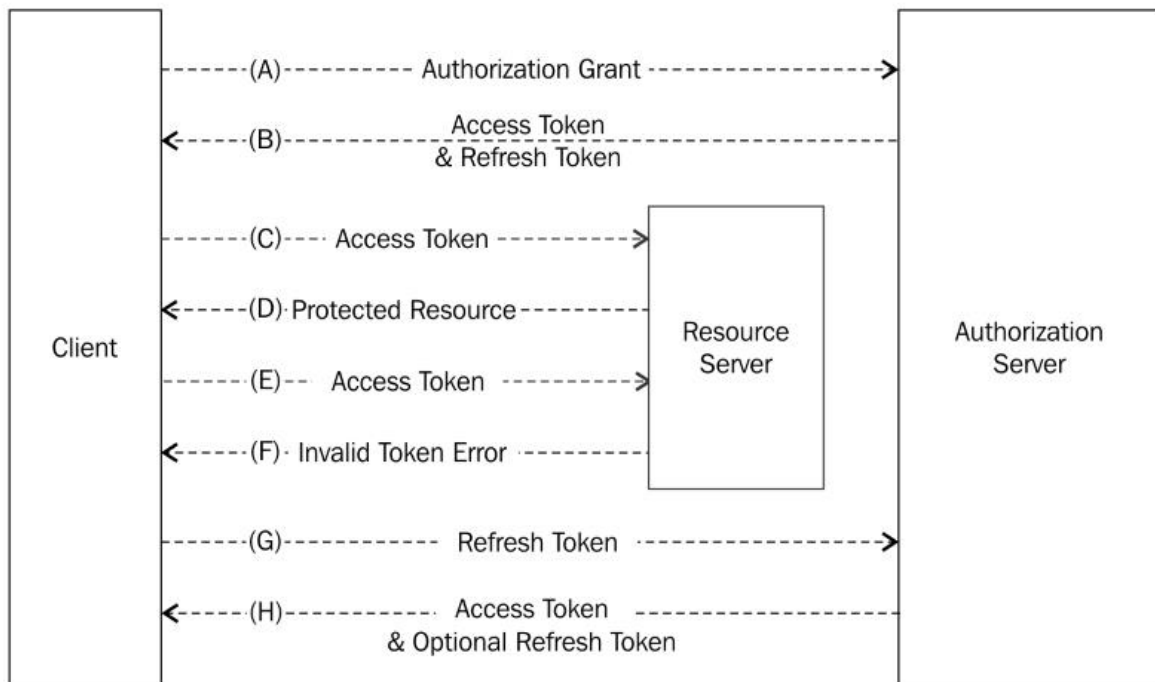 (A) Authorization Grant
Access Token
(B)
& Refresh Token
(C) Access Token
(D) Protected Resource
Client
Resource
Server
Authorization
Server
(E) Access Token
(F) Invalid Token Error
(G) Refresh Token
(H) Access Token
& Optional Refresh Token